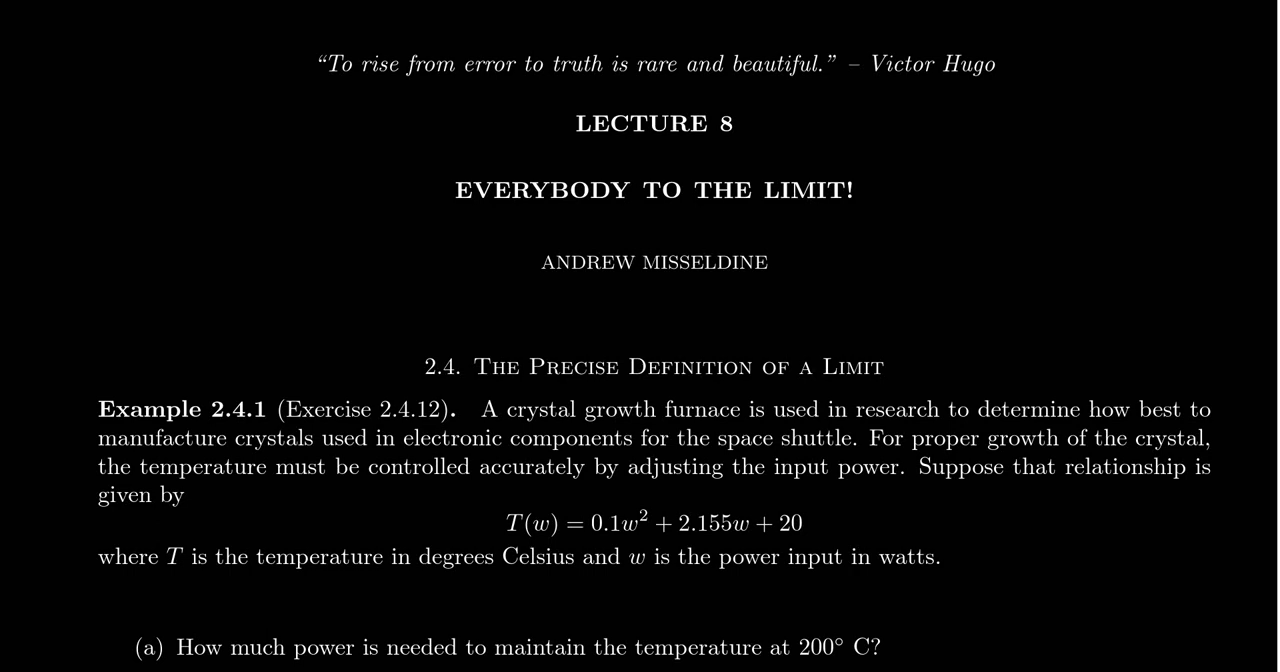 “To rise from error to truth is rare and beautiful.” – Victor Hugo
LECTURE 8
EVERYBODY TO THE LIMIT!
ANDREW MISSELDINE
2.4. The Precise Definition of a Limit
Example 2.4.1 (Exercise 2.4.12). A crystal growth furnace is used in research to determine how best to
manufacture crystals used in electronic components for the space shuttle. For proper growth of the crystal,
the temperature must be controlled accurately by adjusting the input power. Suppose that relationship is
given by
T(w) = 0.1w² + 2.155w + 20
where T is the temperature in degrees Celsius and w is the power input in watts.
(a) How much power is needed to maintain the temperature at 200° C?